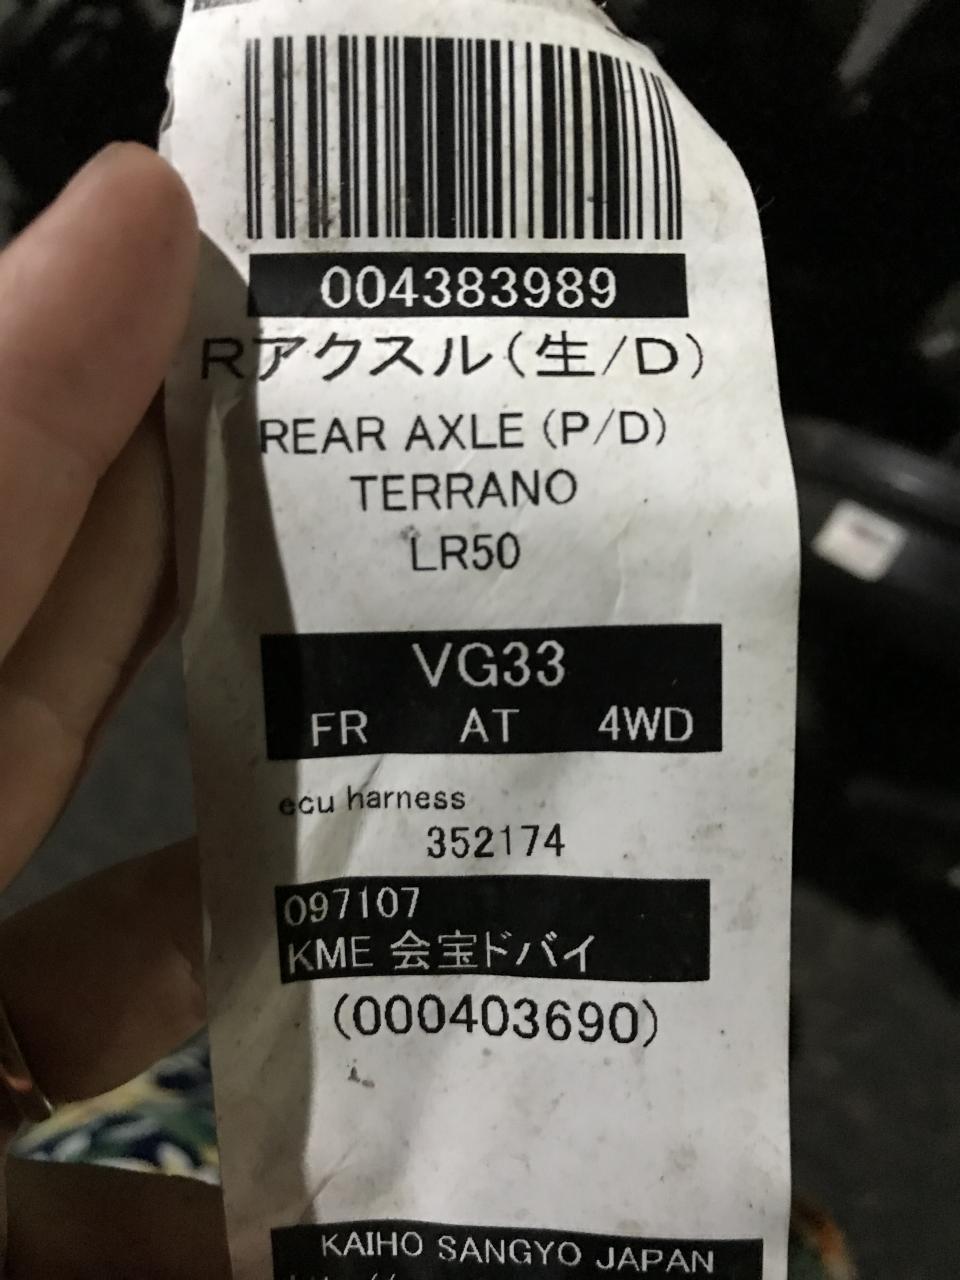 004383989
Rアクスル(生/D)
REAR AXLE (P/D)
TERRANO
LR50
VG33
FR AT 4WD
ecu harness
352174
097107
KME 会宝ドバイ
(000403690)
KAIHO SANGYO JAPAN